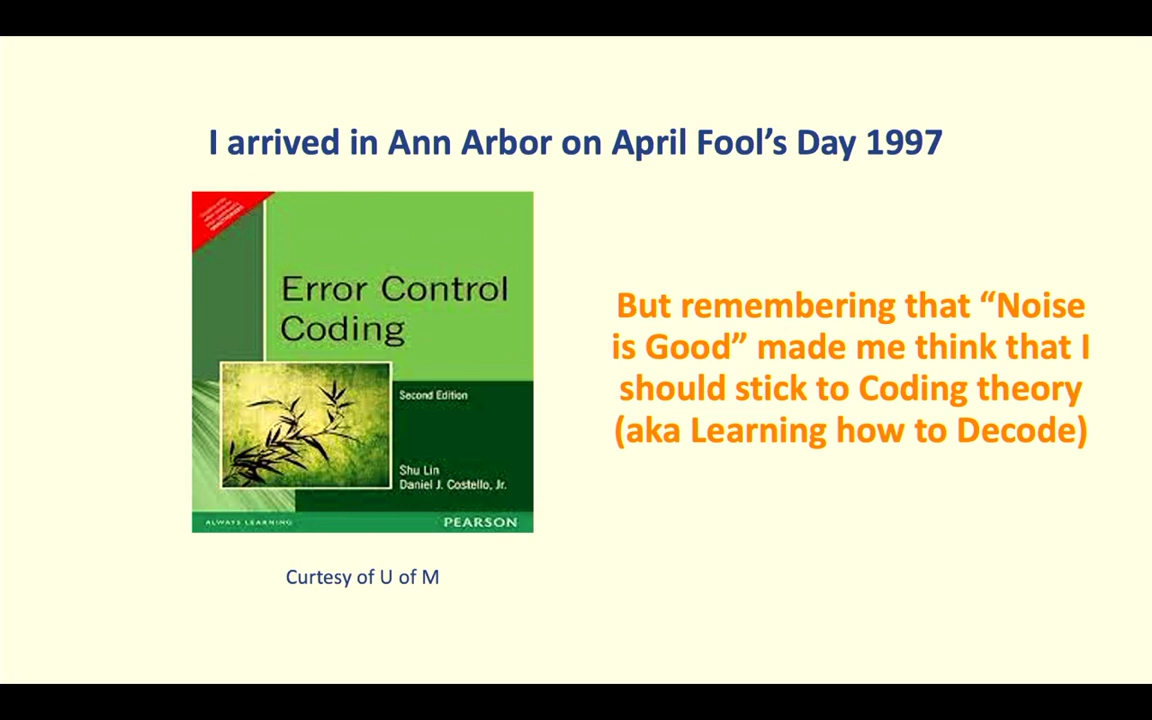 I arrived in Ann Arbor on April Fool’s Day 1997
Error Control
Coding
Second Edition
Shu Lin
Daniel J. Costello, Jr.
ALWAYS LEARNING
PEARSON
But remembering that “Noise
is Good” made me think that I
should stick to Coding theory
(aka Learning how to Decode)
Curtesy of U of M